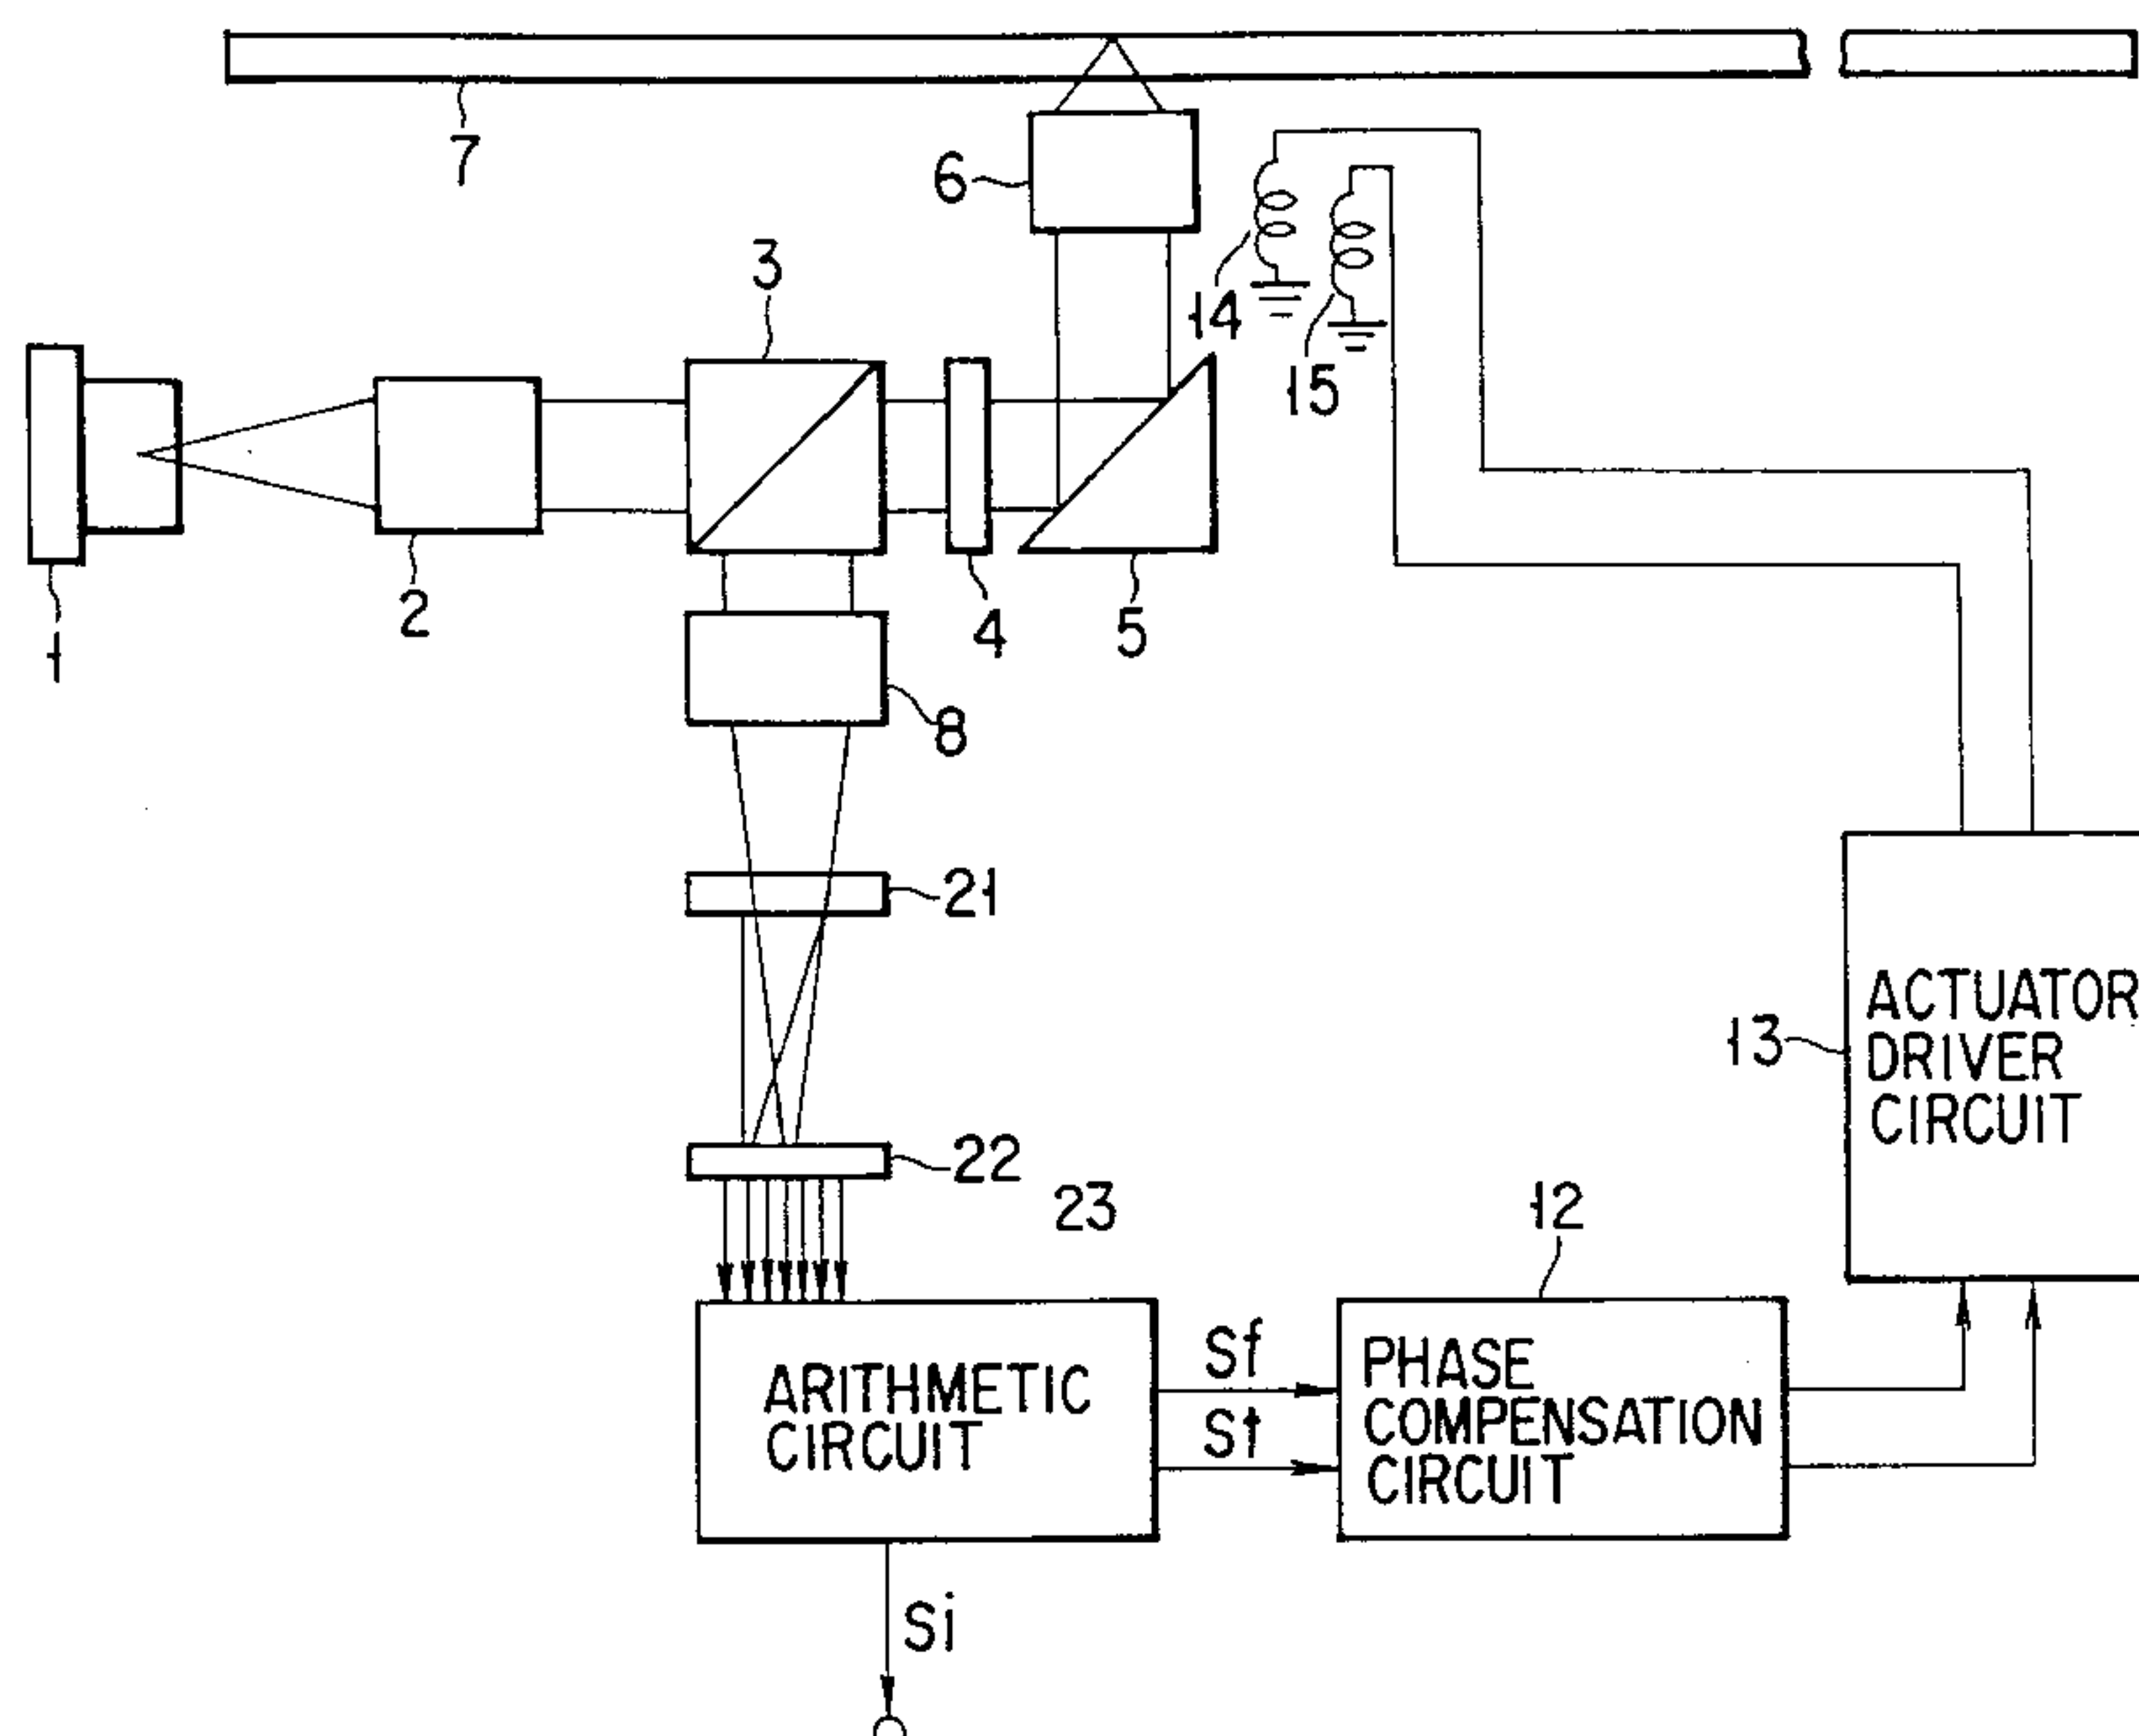 7
6
3
14
15
1
2
4
5
8
21
ACTUATOR
DRIVER
CIRCUIT
13
22
23
12
ARITHMETIC
CIRCUIT
Sf
St
PHASE
COMPENSATION
CIRCUIT
Si